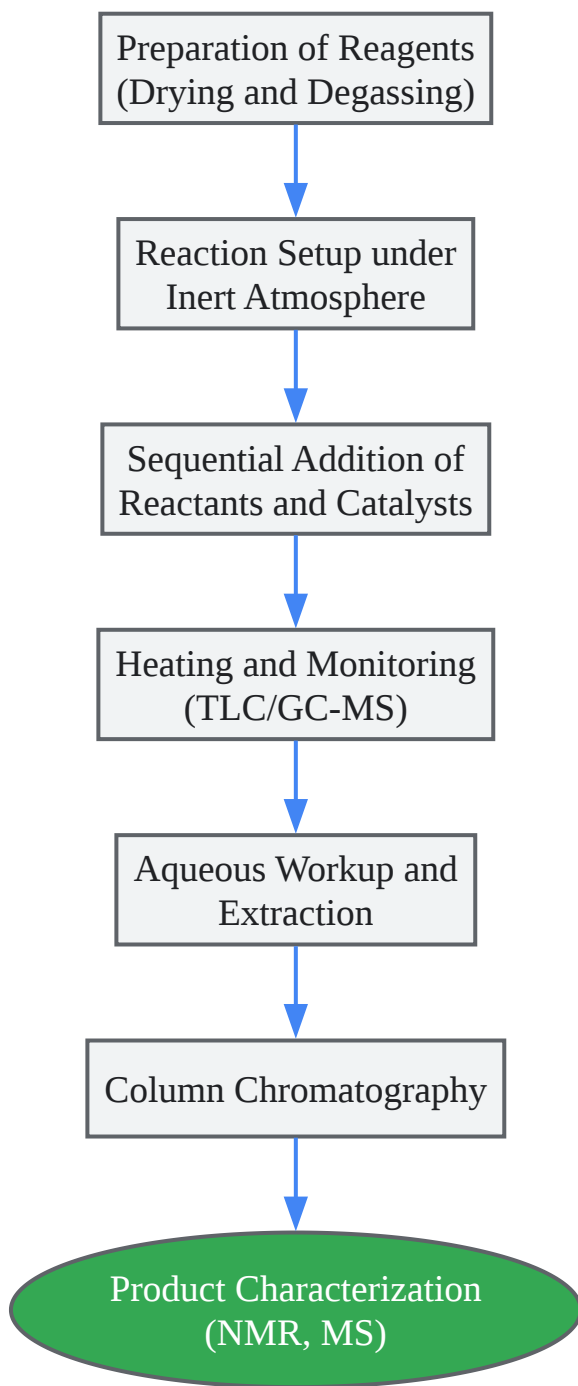 Preparation of Reagents
(Drying and Degassing)
Reaction Setup under
Inert Atmosphere
Sequential Addition of
Reactants and Catalysts
Heating and Monitoring
(TLC/GC-MS)
Aqueous Workup and
Extraction
Column Chromatography
Product Characterization
(NMR, MS)